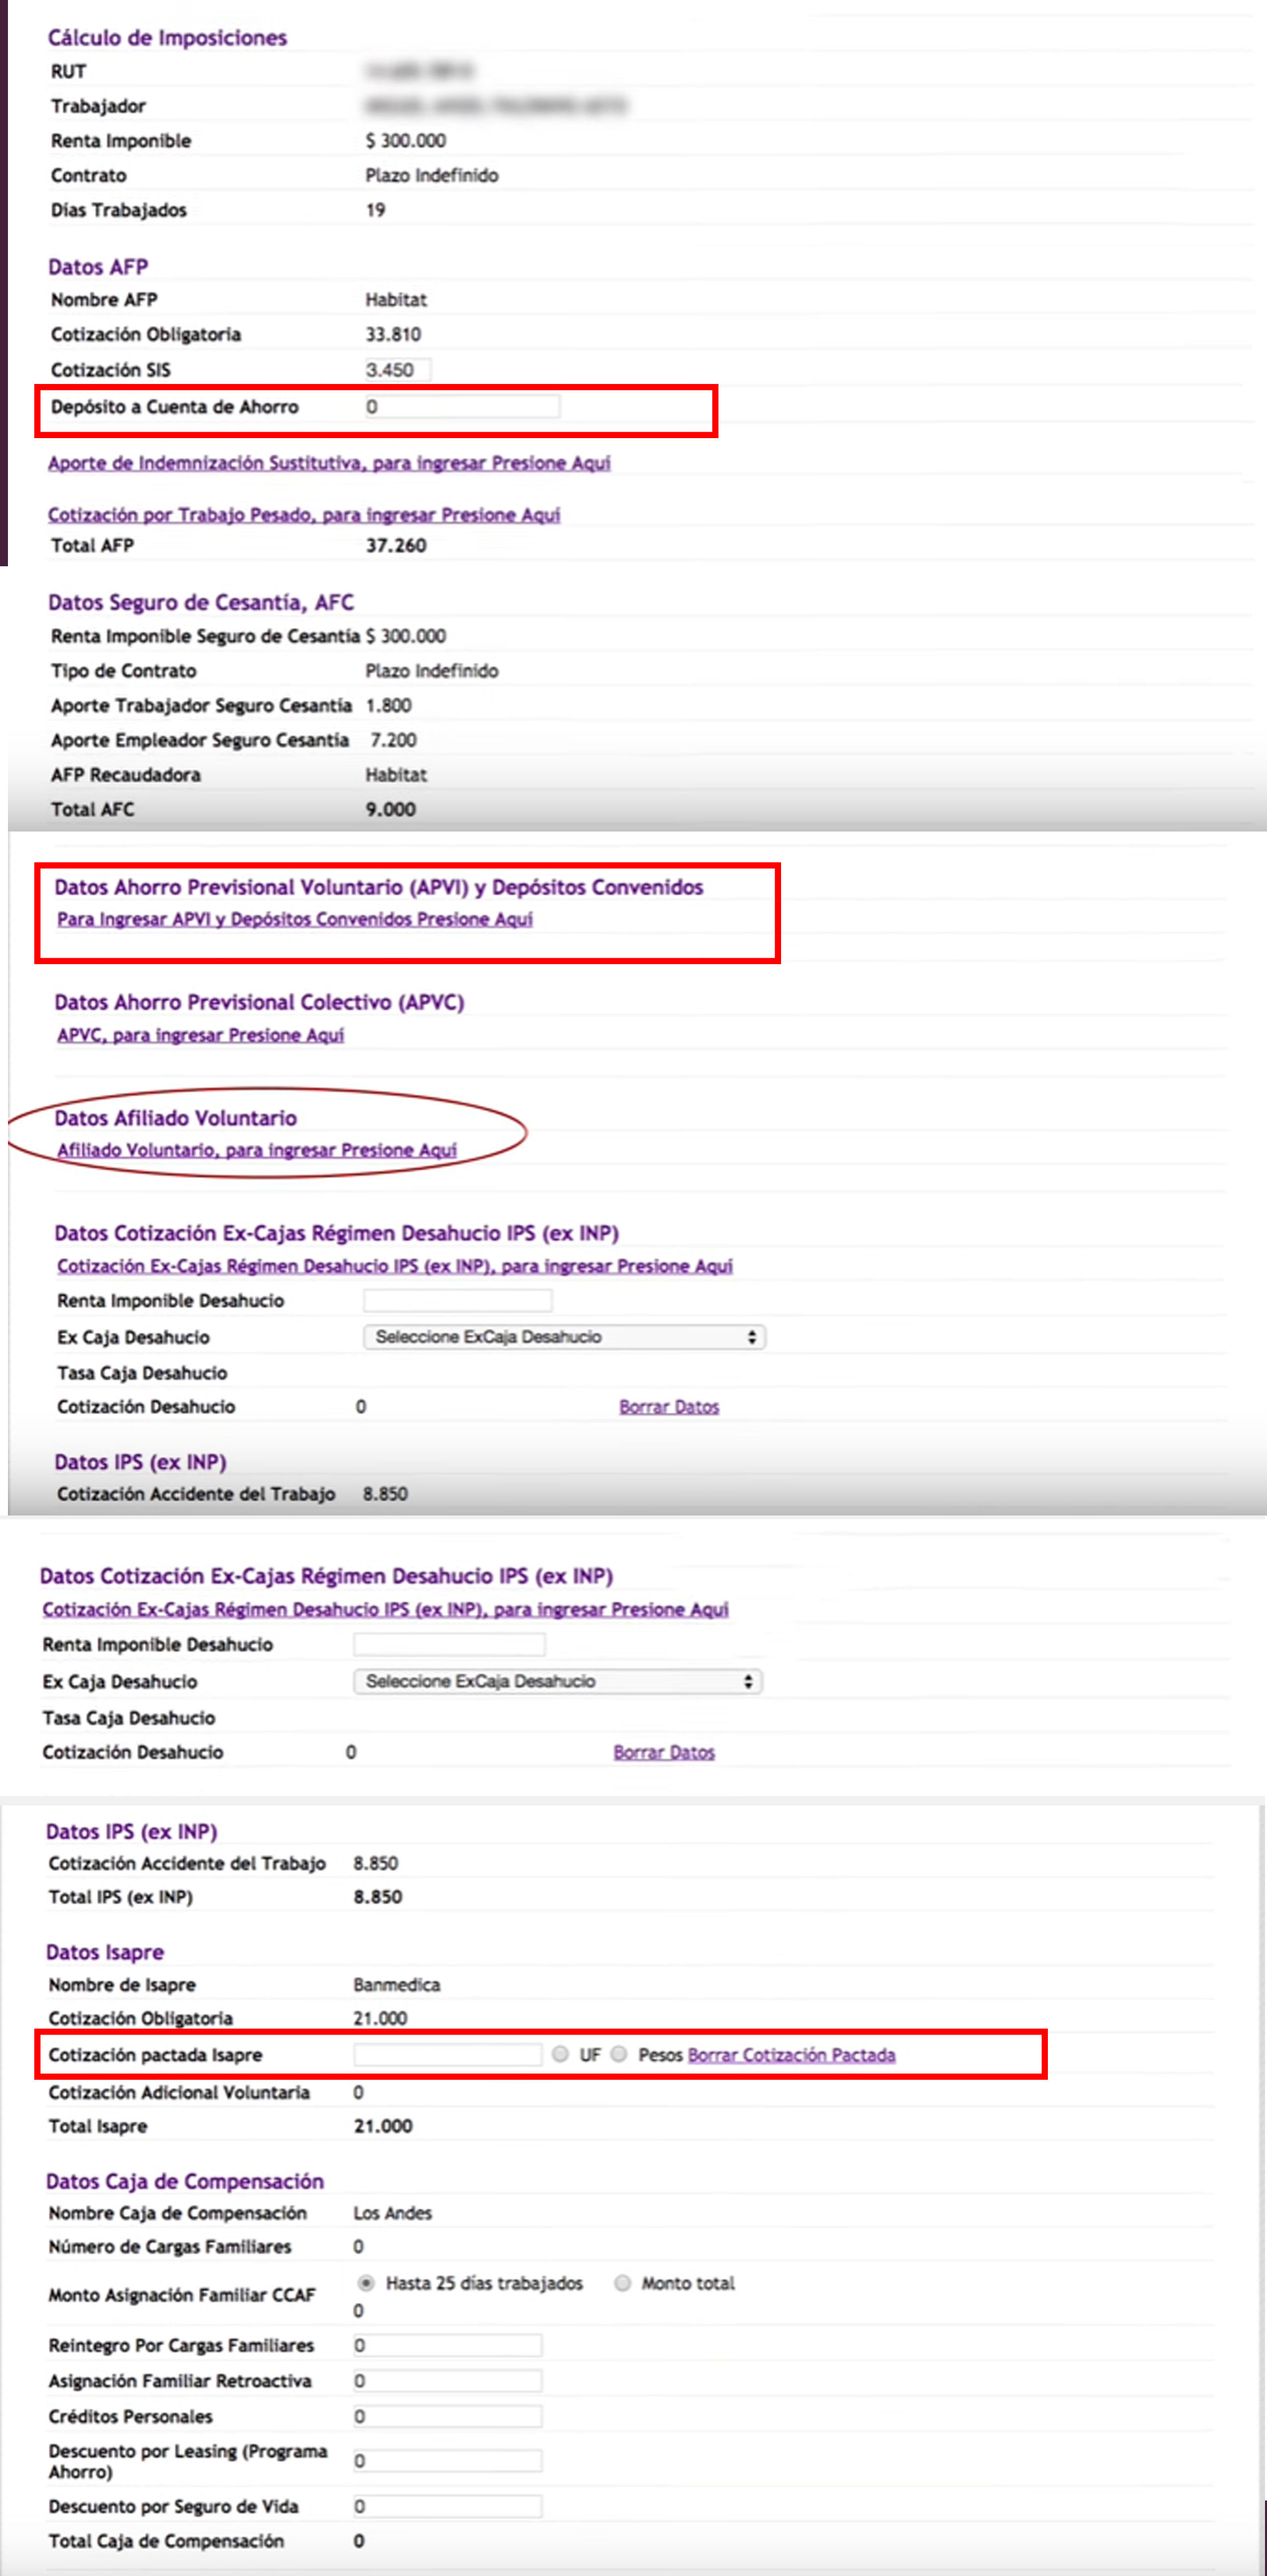 Cálculo de Imposiciones
RUT
Trabajador
Renta Imponible $ 300.000
Contrato Plazo Indefinido
Días Trabajados 19
Datos AFP
Nombre AFP Habitat
Cotización Obligatoria 33.810
Cotización SIS 3.450
Depósito a Cuenta de Ahorro 0
Aporte de Indemnización Sustitutiva, para ingresar Presione Aquí
Cotización por Trabajo Pesado, para ingresar Presione Aquí
Total AFP 37.260
Datos Seguro de Cesantía, AFC
Renta Imponible Seguro de Cesantía $ 300.000
Tipo de Contrato Plazo Indefinido
Aporte Trabajador Seguro Cesantía 1.800
Aporte Empleador Seguro Cesantía 7.200
AFP Recaudadora Habitat
Total AFC 9.000
Datos Ahorro Previsional Voluntario (APVI) y Depósitos Convenidos
Para Ingresar APVI y Depósitos Convenidos Presione Aquí
Datos Ahorro Previsional Colectivo (APVC)
APVC, para ingresar Presione Aquí
Datos Afiliado Voluntario
Afiliado Voluntario, para ingresar Presione Aquí
Datos Cotización Ex-Cajas Régimen Desahucio IPS (ex INP)
Cotización Ex-Cajas Régimen Desahucio IPS (ex INP), para ingresar Presione Aquí
Renta Imponible Desahucio
Ex Caja Desahucio Seleccione ExCaja Desahucio
Tasa Caja Desahucio
Cotización Desahucio 0 Borrar Datos
Datos IPS (ex INP)
Cotización Accidente del Trabajo 8.850
Datos Cotización Ex-Cajas Régimen Desahucio IPS (ex INP)
Cotización Ex-Cajas Régimen Desahucio IPS (ex INP), para ingresar Presione Aquí
Renta Imponible Desahucio
Ex Caja Desahucio Seleccione ExCaja Desahucio
Tasa Caja Desahucio
Cotización Desahucio 0 Borrar Datos
Datos IPS (ex INP)
Cotización Accidente del Trabajo 8.850
Total IPS (ex INP) 8.850
Datos Isapre
Nombre de Isapre Banmedica
Cotización Obligatoria 21.000
Cotización pactada Isapre UF Pesos Borrar Cotización Pactada
Cotización Adicional Voluntaria 0
Total Isapre 21.000
Datos Caja de Compensación
Nombre Caja de Compensación Los Andes
Número de Cargas Familiares 0
Monto Asignación Familiar CCAF Hasta 25 días trabajados Monto total
0
Reintegro Por Cargas Familiares 0
Asignación Familiar Retroactiva 0
Créditos Personales 0
Descuento por Leasing (Programa
Ahorro) 0
Descuento por Seguro de Vida 0
Total Caja de Compensación 0